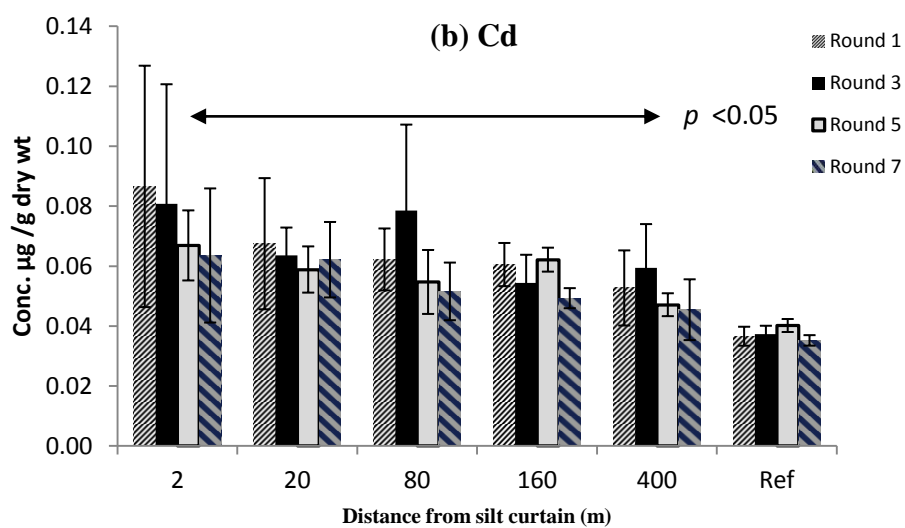 (b) Cd
0.14
0.12
0.10
0.08
0.06
0.04
0.02
0.00
Conc. µg /g dry wt
p <0.05
Round 1
Round 3
Round 5
Round 7
2 20 80 160 400 Ref
Distance from silt curtain (m)